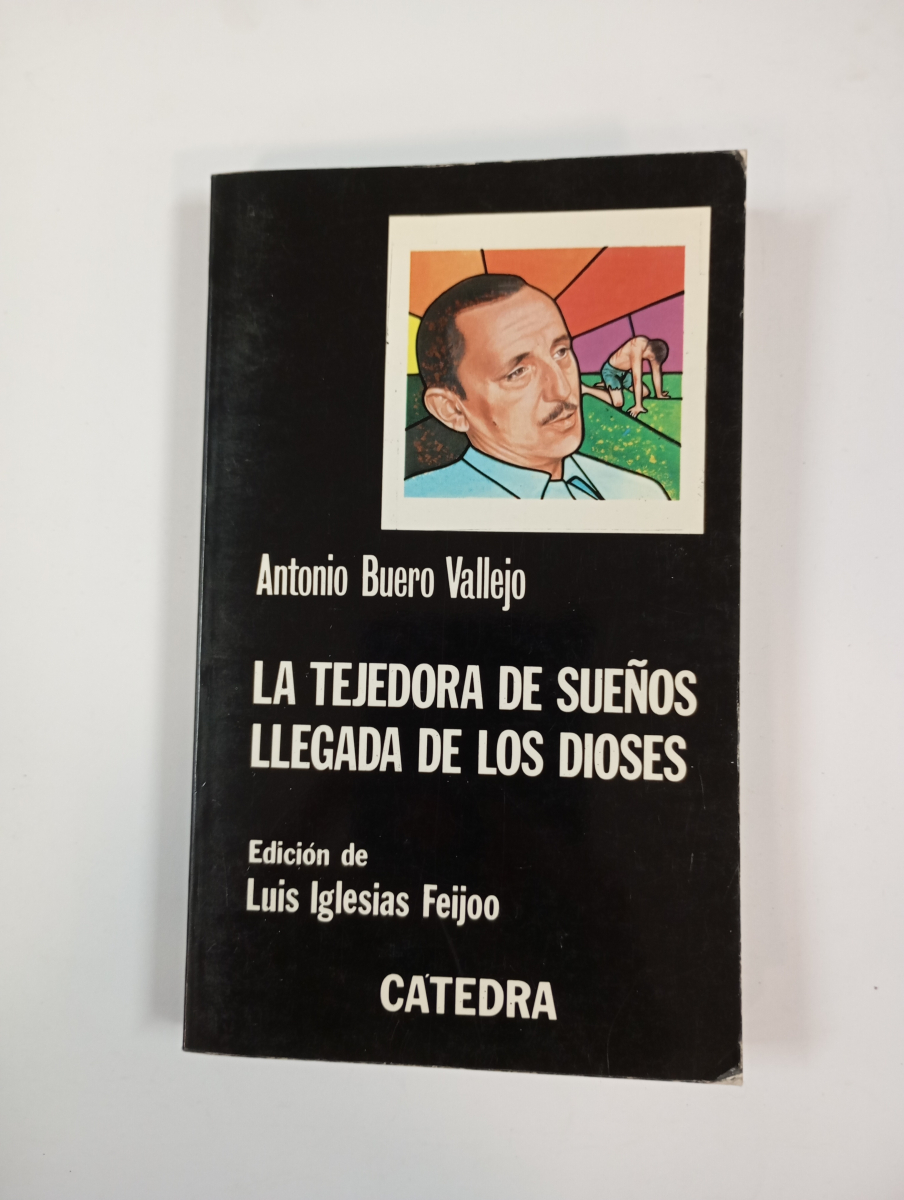 Antonio Buero Vallejo
LA TEJEDORA DE SUEÑOS
LLEGADA DE LOS DIOSES
Edición de
Luis Iglesias Feijoo
CÁTEDRA